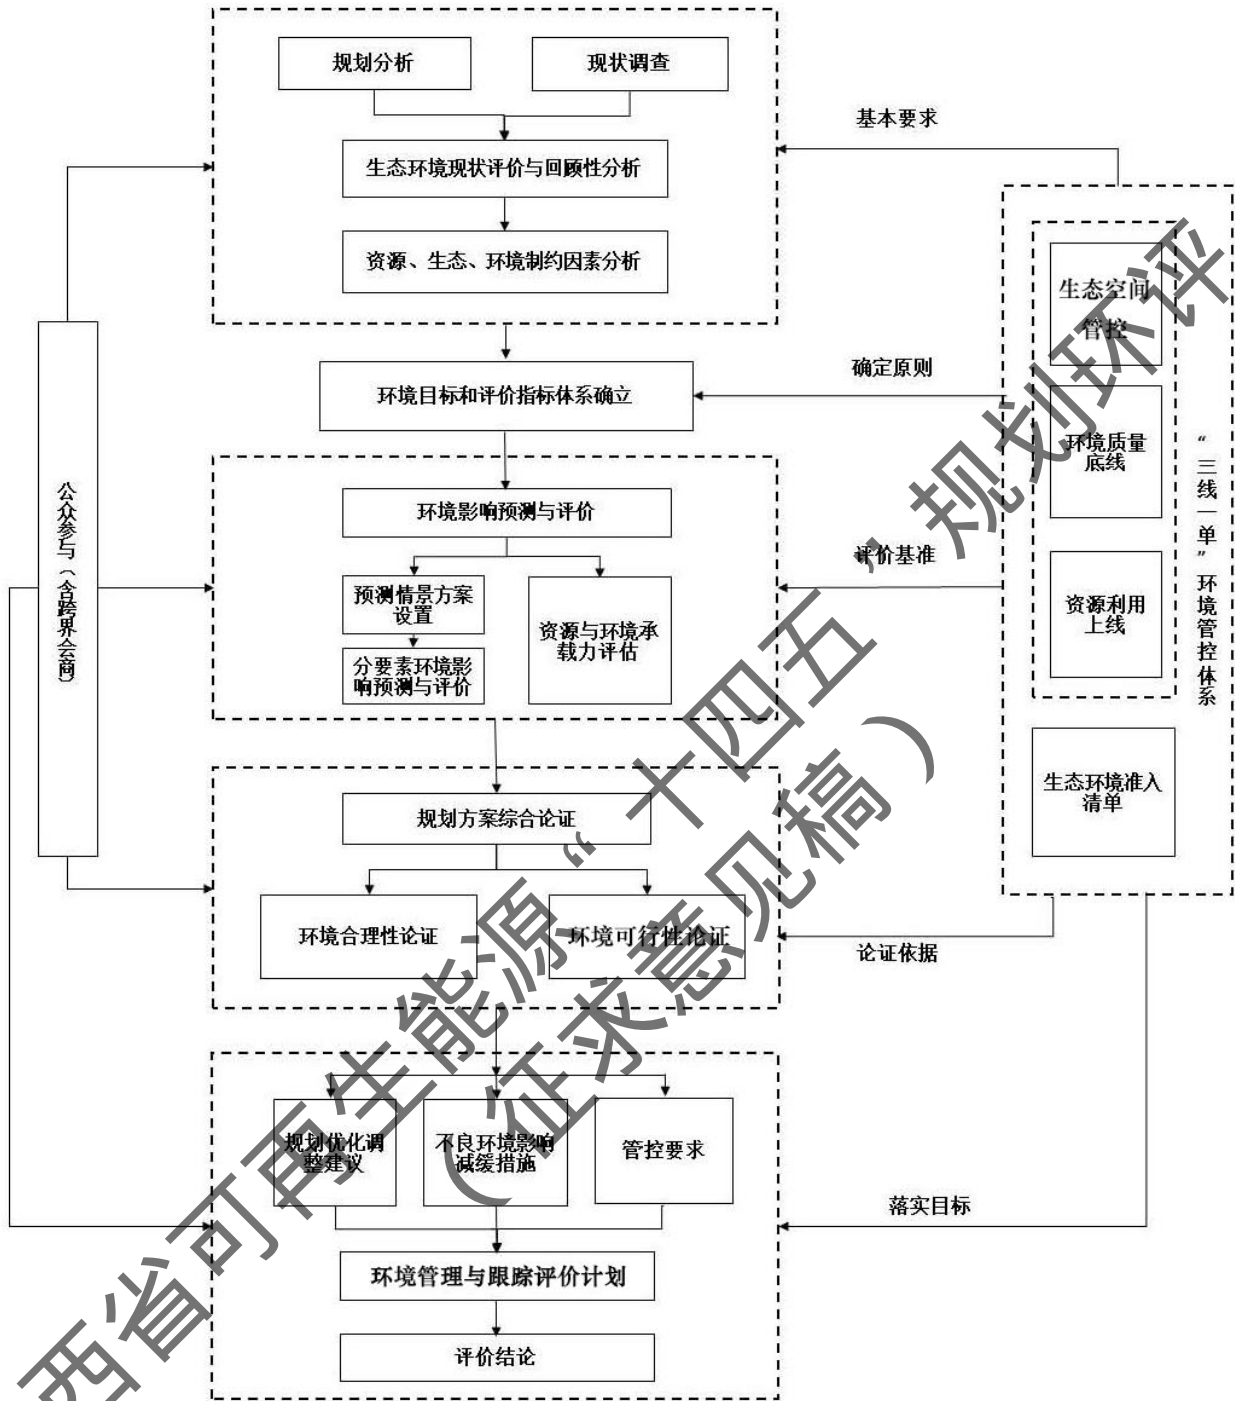 规划分析
现状调查
基本要求
生态环境现状评价与回顾性分析
资源、生态、环境制约因素分析
生态空间
管控
确定原则
环境目标和评价指标体系确立
环境质量
底线
“三线一单”环境管控体系
公众参与（含跨界会商）
环境影响预测与评价
评价基准
预测情景方案
设置
资源与环境承
载力评估
资源利用
上线
分要素环境影
响预测与评价
生态环境准入
清单
规划方案综合论证
环境合理性论证
环境可行性论证
论证依据
规划优化调
整建议
不良环境影响
减缓措施
管控要求
落实目标
环境管理与跟踪评价计划
评价结论
西省可再生能源“十四五”规划环评
（征求意见稿）